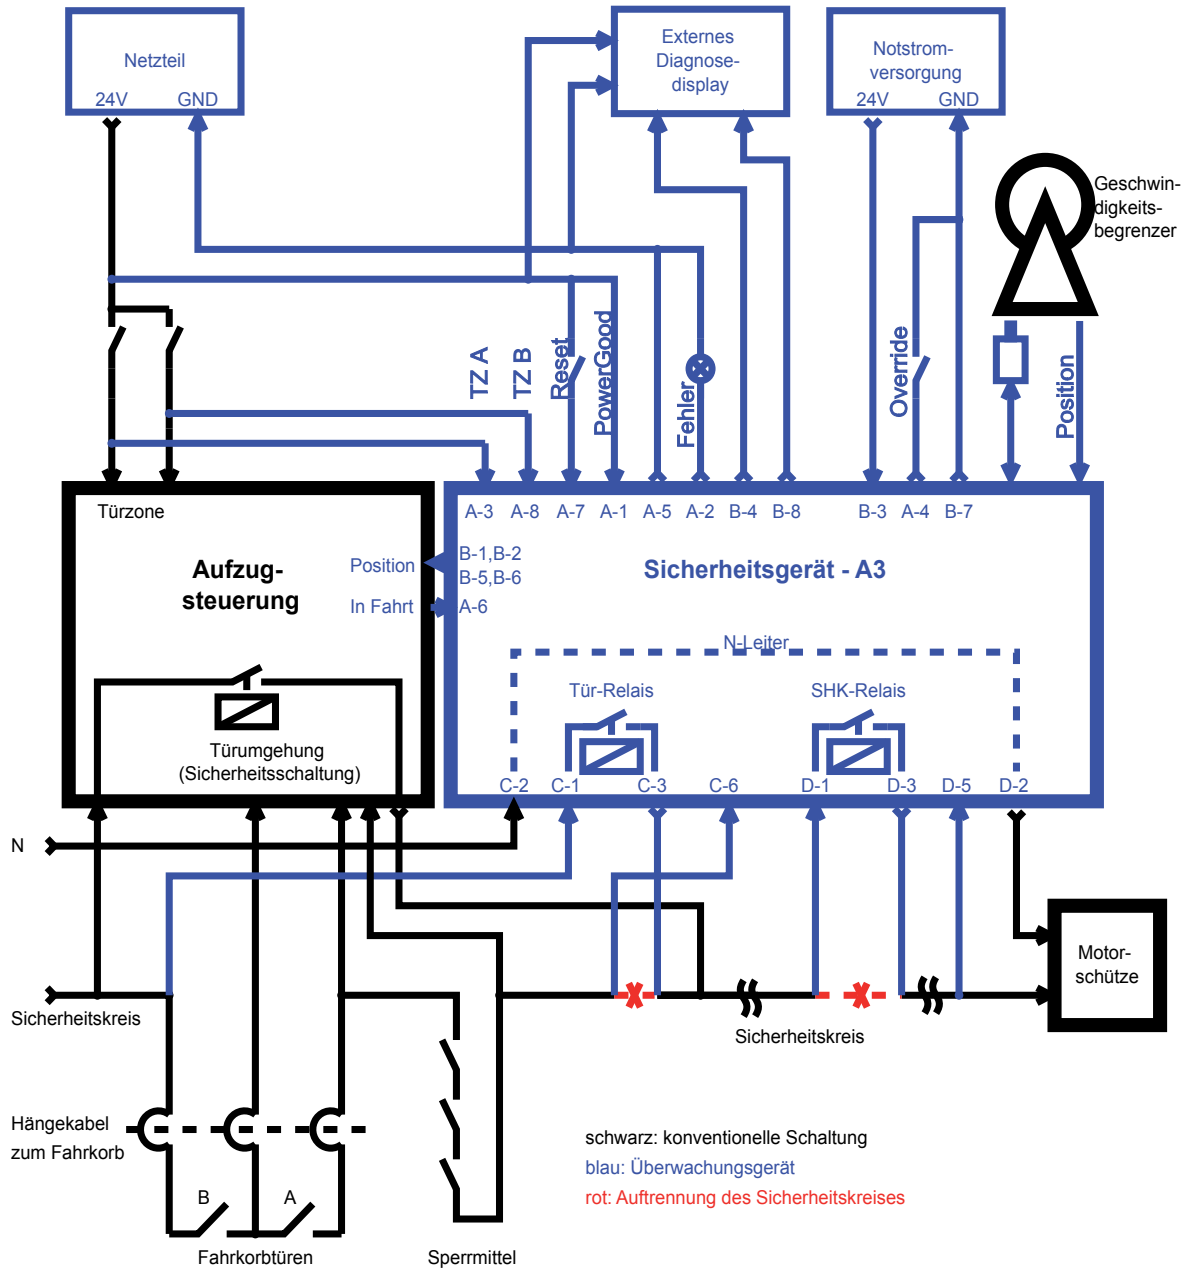 Netzteil
24V GND
Externes
Diagnose-
display
Notstrom-
versorgung
24V GND
Geschwin-
digkeits-
begrenzer
TZ A
TZ B
Reset
PowerGood
Fehler
Override
Position
Türzone
A-3 A-8 A-7 A-1 A-5 A-2 B-4 B-8 B-3 A-4 B-7
Aufzug-
steuerung
Position
In Fahrt
B-1,B-2
B-5,B-6
A-6
Sicherheitsgerät - A3
N-Leiter
Tür-Relais
SHK-Relais
Türumgehung
(Sicherheitsschaltung)
C-2 C-1 C-3 C-6 D-1 D-3 D-5 D-2
N
Motor-
schütze
Sicherheitskreis
Sicherheitskreis
Hängekabel
zum Fahrkorb
B A
Fahrkorbtüren
Sperrmittel
schwarz: konventionelle Schaltung
blau: Überwachungsgerät
rot: Auftrennung des Sicherheitskreises